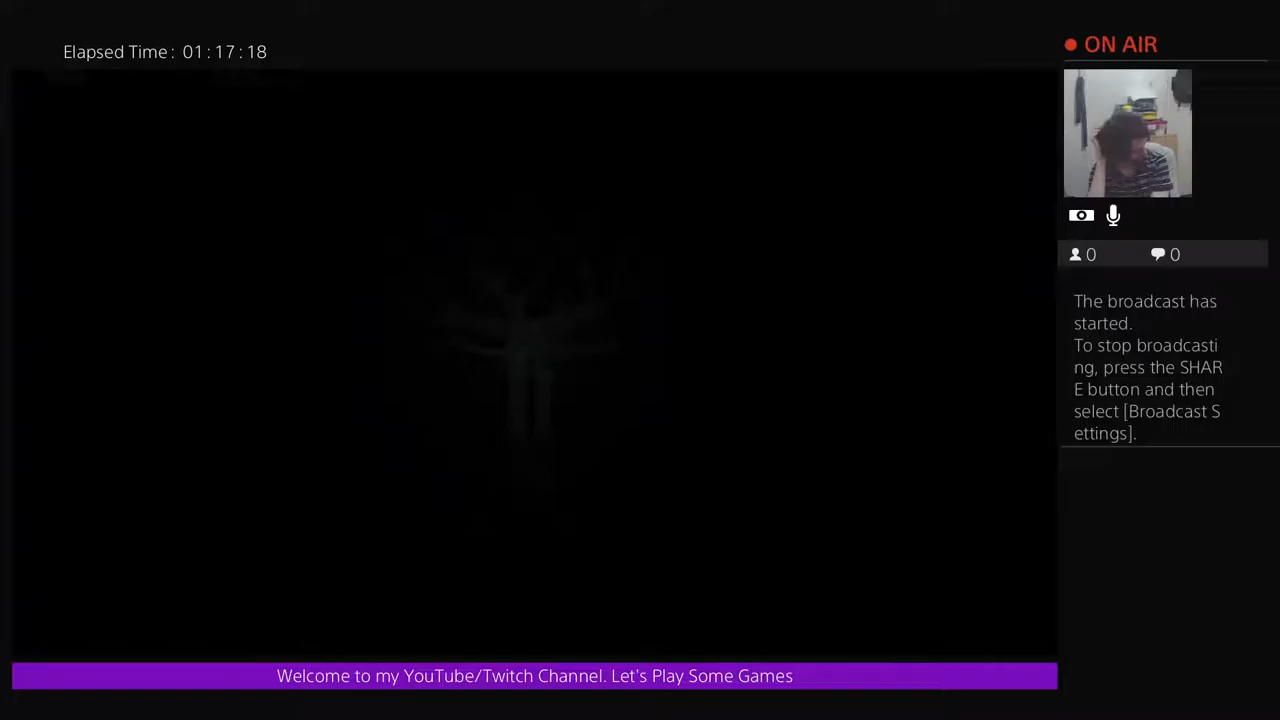 Elapsed Time: 01:17:18
ON AIR
0 0
The broadcast has
started.
To stop broadcasti
ng, press the SHAR
E button and then
select [Broadcast S
ettings].
Welcome to my YouTube/Twitch Channel. Let's Play Some Games